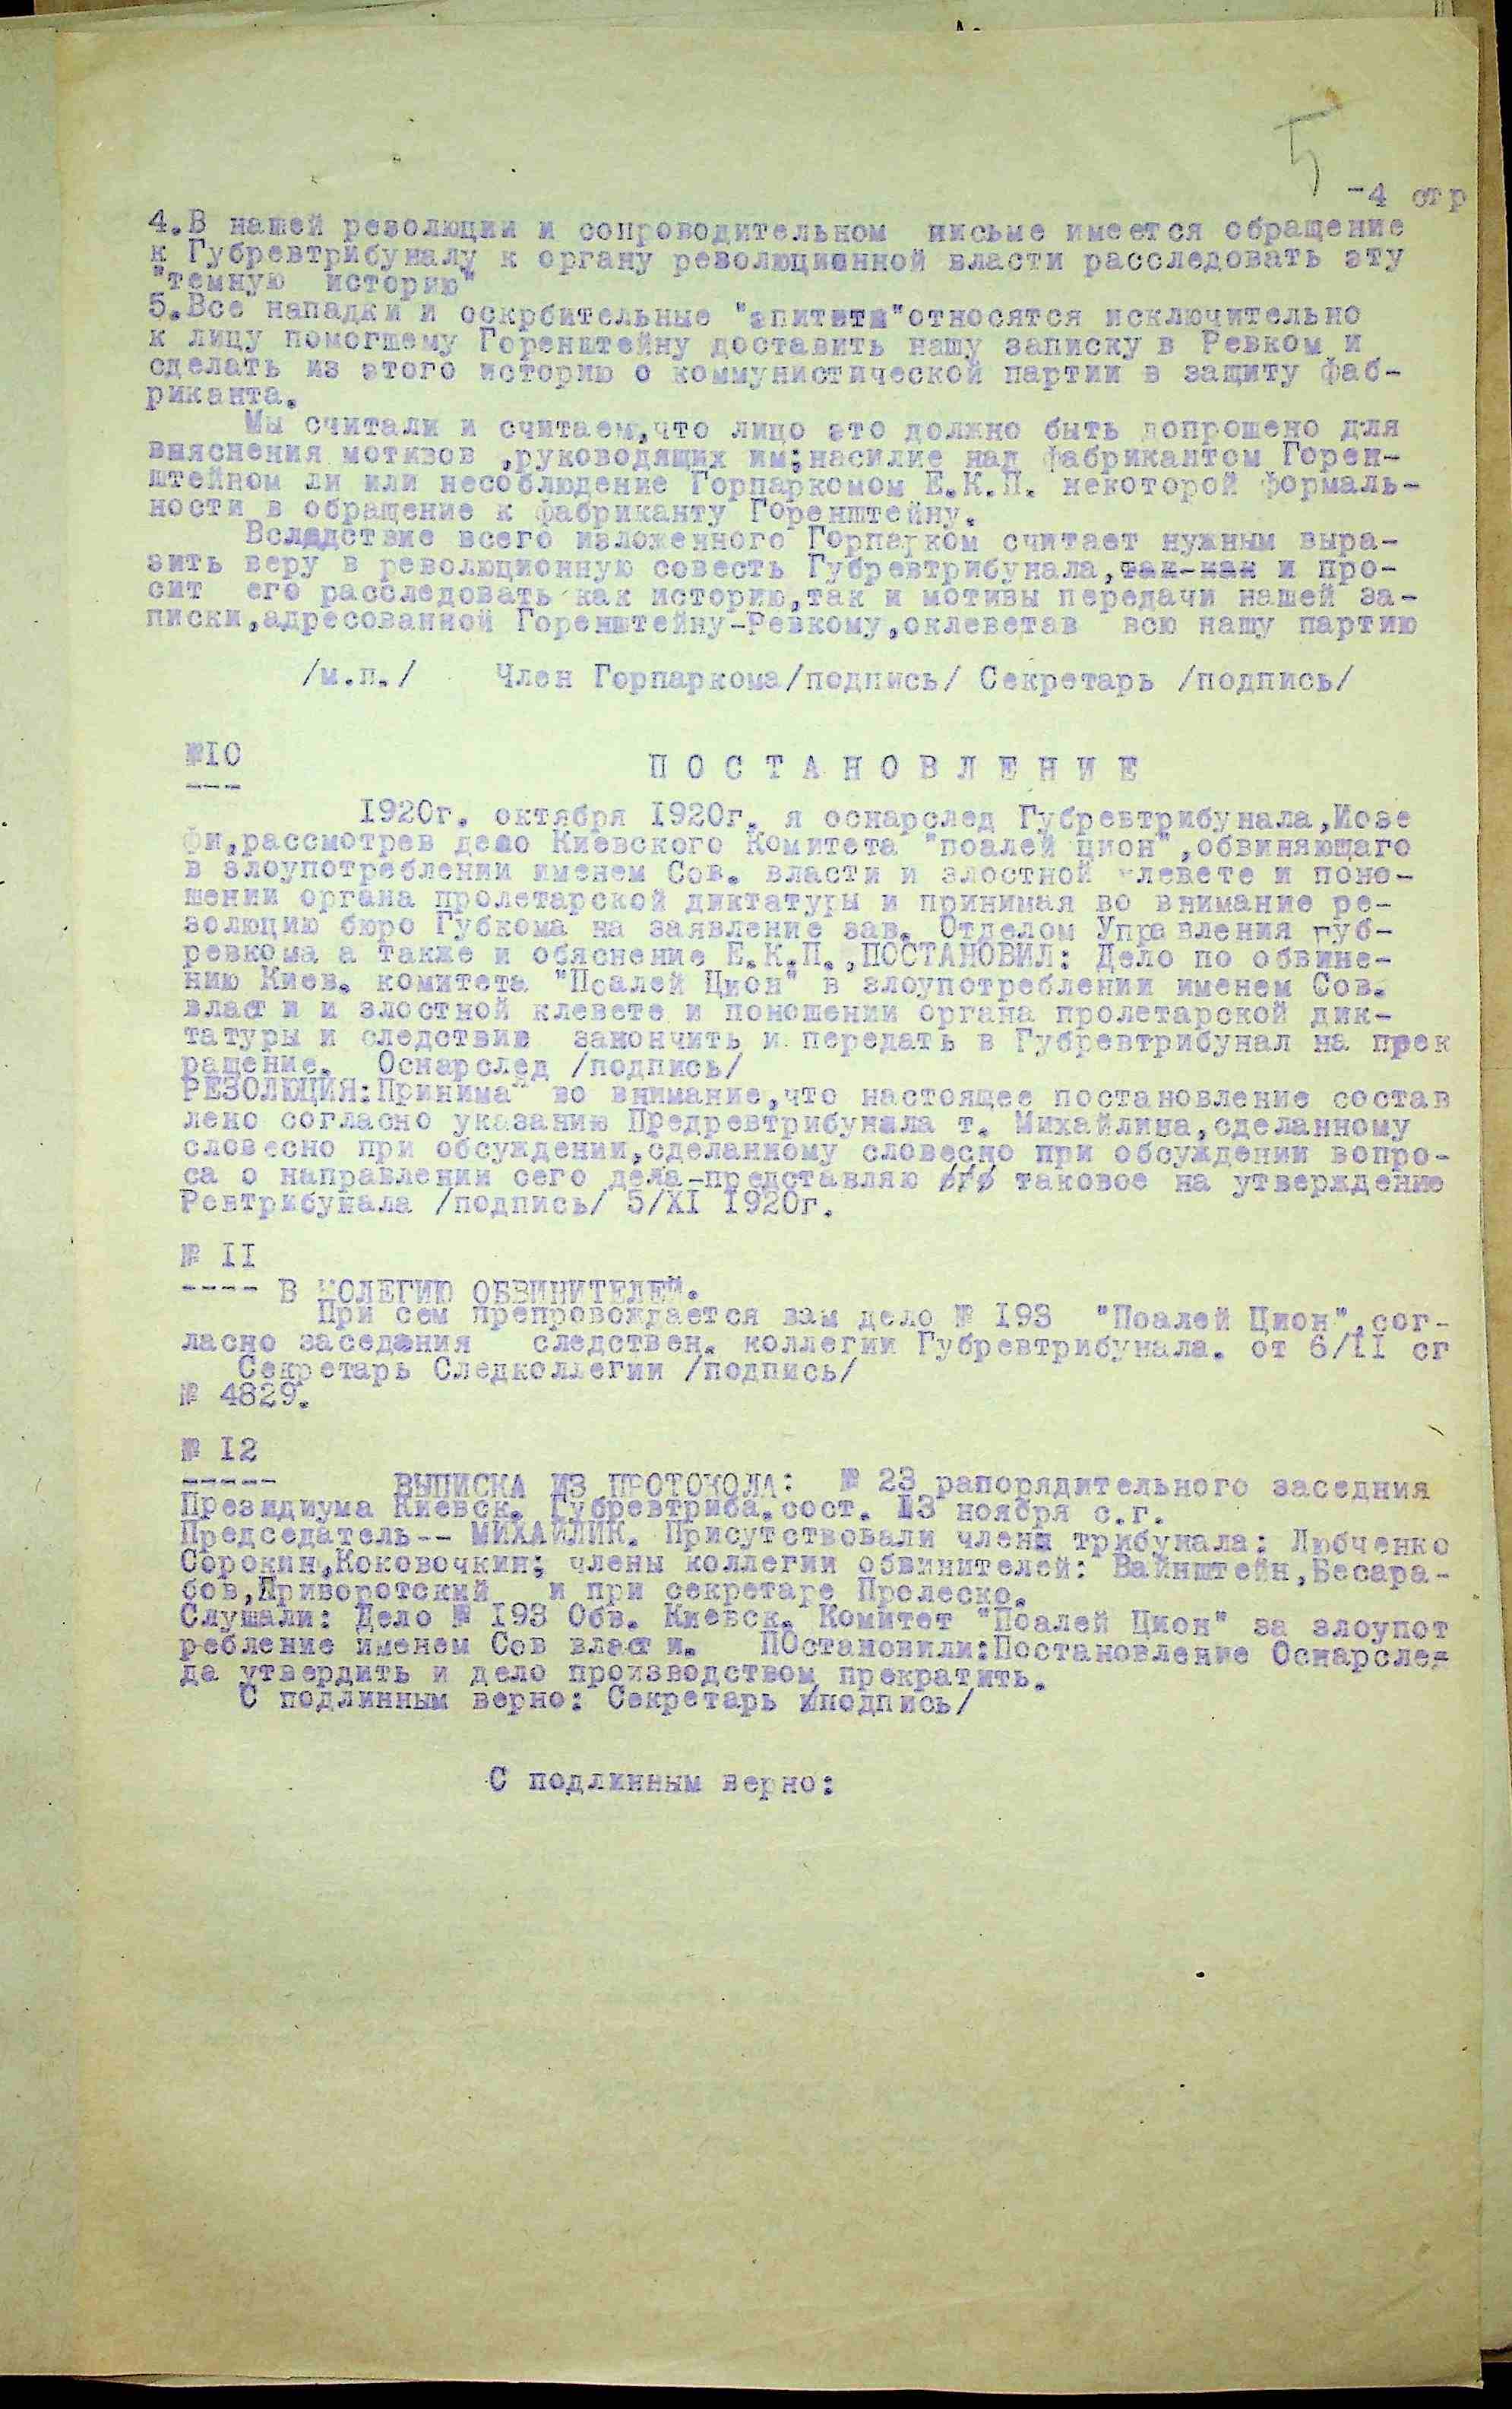 5
-4 стр
4.В нашей резолюции и сопроводительном письме имеется обращение
к Губревтрибуналу к органу революционной власти расследовать эту
"темную историю"
5.Все нападки и оскрбительные "эпитеты"относятся исключительно
к лицу помогшему Горенштейну доставить нашу записку в Ревком и
сделать из этого историю о коммунистической партии в защиту фаб-
риканта.
Мы считали и считаем,что лицо это должно быть допрошено для
выяснения мотивов ,руководящих им;насилие над фабрикантом Горен-
штейном ли или несоблюдение Горпаркомом Е.К.П. некоторой формаль-
ности в обращение к фабриканту Горенштейну.
Вследствие всего изложенного Горпарком считает нужным выра-
зить веру в революционную совесть Губревтрибунала,так-как и про-
сит его расследовать как историю,так и мотивы передачи нашей за-
писки,адресованной Горенштейну-Ревкому,оклеветав всю нашу партию
/м.п./ Член Горпаркома/подпись/ Секретарь /подпись/
№10
---
П О С Т А Н О В Л Е Н И Е
1920г. октября 1920г. я оснарслед Губревтрибунала,Иозе
фи,рассмотрев дело Киевского Комитета "поалей цион",обвиняющаго
в злоупотреблении именем Сов. власти и злостной клевете и поно-
шении органа пролетарской диктатуры и принимая во внимание ре-
золюцию бюро Губкома на заявление зав. Отделом Управления губ-
ревкома а также и обяснение Е.К.П.,ПОСТАНОВИЛ: Дело по обвине-
нию Киев. комитета "Поалей Цион" в злоупотреблении именем Сов.
власти и злостной клевете и поношении органа пролетарской дик-
татуры и следствие закончить и передать в Губревтрибунал на прек
ращение. Оснарслед /подпись/
РЕЗОЛЮЦИЯ:Принимая во внимание,что настоящее постановление состав
лено согласно указанию Предревтрибунала т. Михайлина,сделанному
словесно при обсуждении,сделанному словесно при обсуждении вопро-
са о направлении сего дела-представляю таковое на утверждение
Ревтрибунала /подпись/ 5/XI 1920г.
№ II
---- В КОЛЕГИЮ ОБВИНИТЕЛЕЙ.
При сем препровождается вам дело № 193 "Поалей Цион",сог-
ласно заседания следствен. коллегии Губревтрибунала. от 6/II сг
Секретарь Следколлегии /подпись/
№ 4829.
№ 12
-----
ВЫПИСКА ИЗ ПРОТОКОЛА: № 23 рапорядительного заседния
Президиума Киевск. Губревтриба.сост. 13 ноября с.г.
Председатель-- МИХАЙЛИК. Присутствовали члены трибунала: Любченко
Сорокин,Коковочкин; члены коллегии обвинителей: Вайнштейн,Бесара-
бов,Приворотский и при секретаре Пролеско.
Слушали: Дело № 193 Обв. Киевск. Комитет "Поалей Цион" за злоупот
ребление именем Сов власти. ПОстановили:Постановление Оснарслея
да утвердить и дело производством прекратить.
С подлинным верно: Секретарь /подпись/
С подлинным верно: